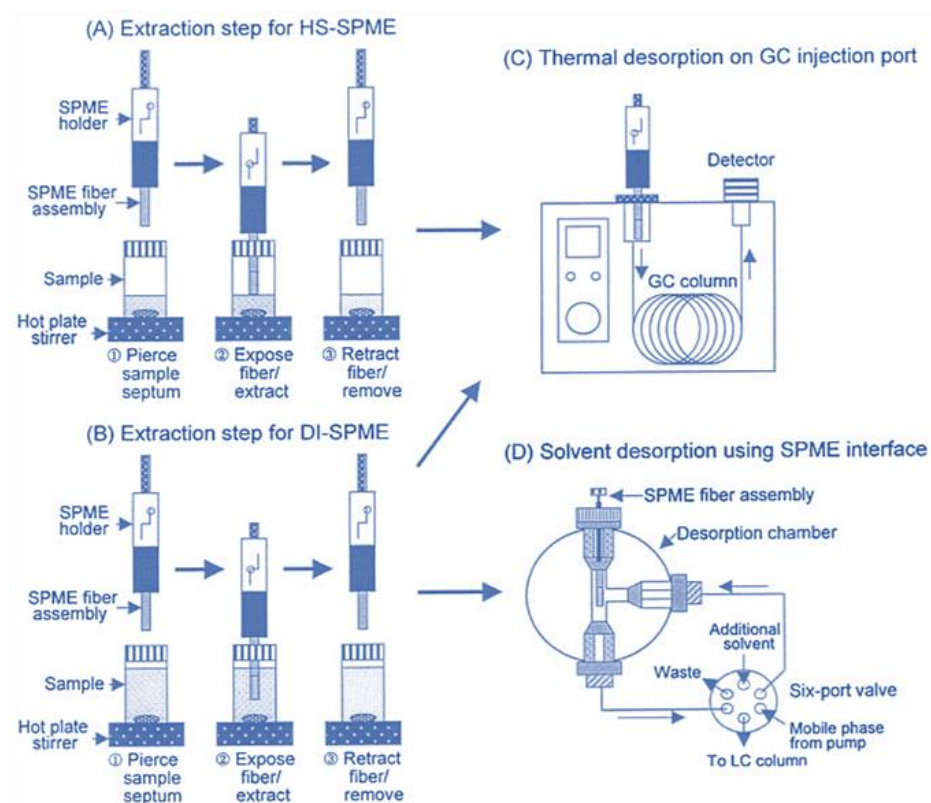 (A) Extraction step for HS-SPME
SPME
holder
SPME fiber
assembly
Sample
Hot plate
stirrer
① Pierce
sample
septum
② Expose
fiber/
extract
③ Retract
fiber/
remove
(C) Thermal desorption on GC injection port
Detector
GC column
(B) Extraction step for DI-SPME
SPME
holder
SPME fiber
assembly
Sample
Hot plate
stirrer
① Pierce
sample
septum
② Expose
fiber/
extract
③ Retract
fiber/
remove
(D) Solvent desorption using SPME interface
SPME fiber assembly
Desorption chamber
Additional
solvent
Waste
Six-port valve
Mobile phase
from pump
To LC column